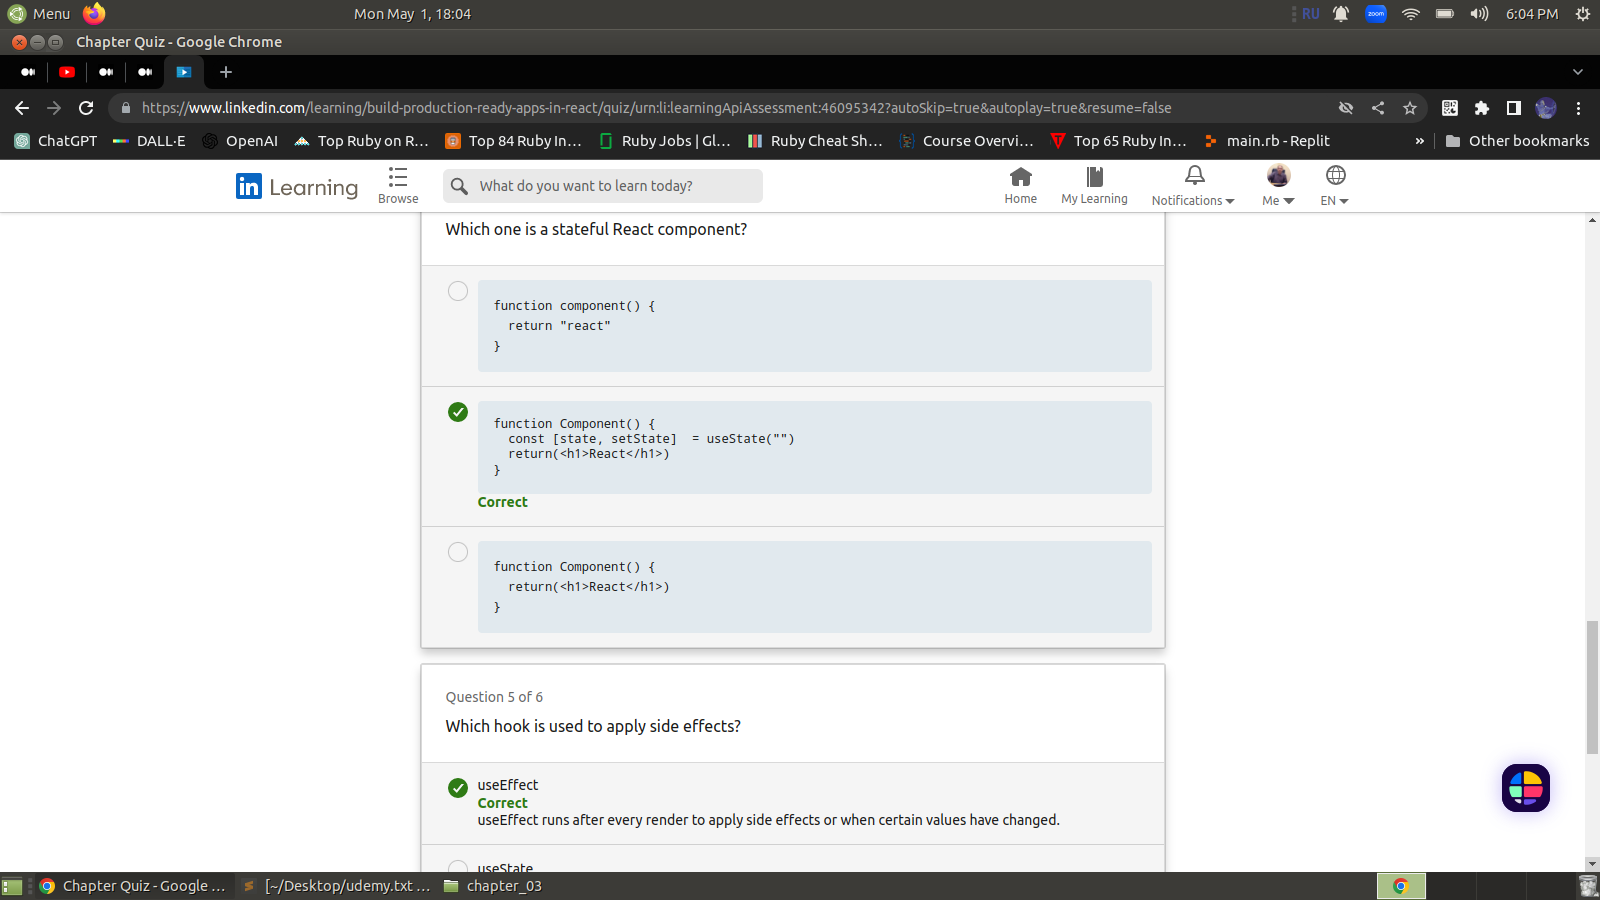 Menu
Mon May 1, 18:04
RU
zoom
6:04 PM
Chapter Quiz - Google Chrome
https://www.linkedin.com/learning/build-production-ready-apps-in-react/quiz/urn:li:learningApiAssessment:46095342?autoSkip=true&autoplay=true&resume=false
ChatGPT
DALL·E
OpenAI
Top Ruby on R...
Top 84 Ruby In...
Ruby Jobs | Gl...
Ruby Cheat Sh...
Course Overvi...
Top 65 Ruby In...
main.rb - Replit
»
Other bookmarks
in Learning
Browse
What do you want to learn today?
Home
My Learning
Notifications
Me
EN
Which one is a stateful React component?
function component() {
return "react"
}
function Component() {
const [state, setState]  = useState("")
return(<h1>React</h1>)
}
Correct
function Component() {
return(<h1>React</h1>)
}
Question 5 of 6
Which hook is used to apply side effects?
useEffect
Correct
useEffect runs after every render to apply side effects or when certain values have changed.
useState
Chapter Quiz - Google ...
[~/Desktop/udemy.txt ...
chapter_03